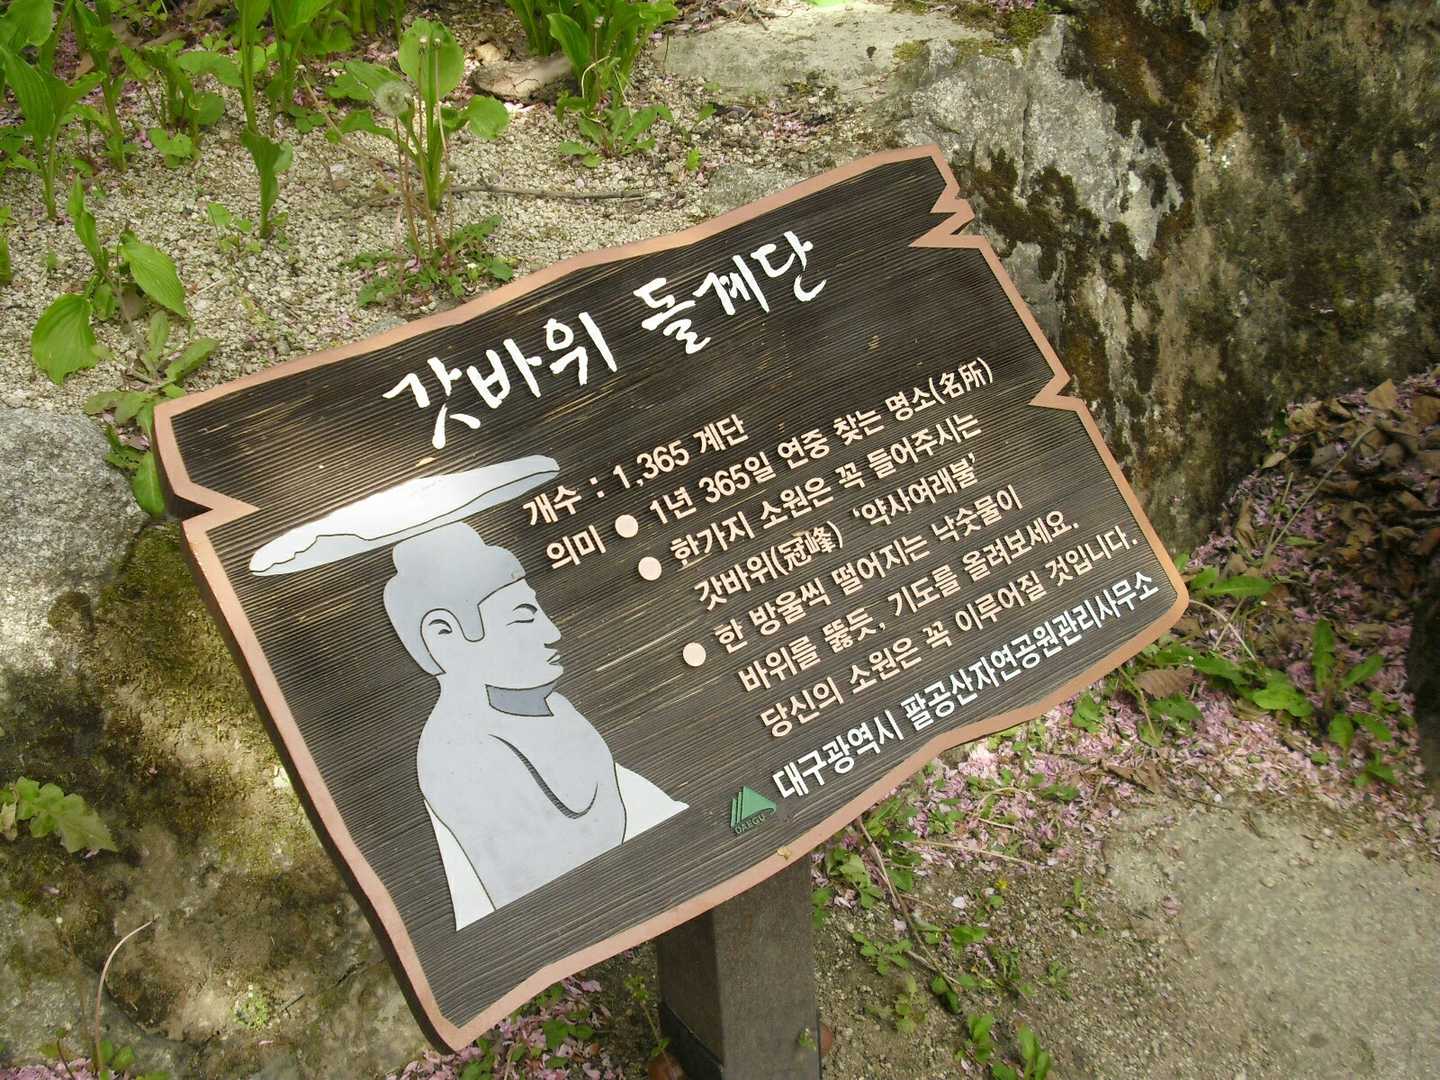 갓바위 돌계단
개수 : 1,365 계단
의미 ● 1년 365일 연중 찾는 명소(名所)
● 한가지 소원은 꼭 들어주시는
갓바위(冠峰) '약사여래불'
● 한 방울씩 떨어지는 낙숫물이
바위를 뚫듯, 기도를 올려보세요.
당신의 소원은 꼭 이루어질 것입니다.
대구광역시 팔공산자연공원관리사무소
DAEGU